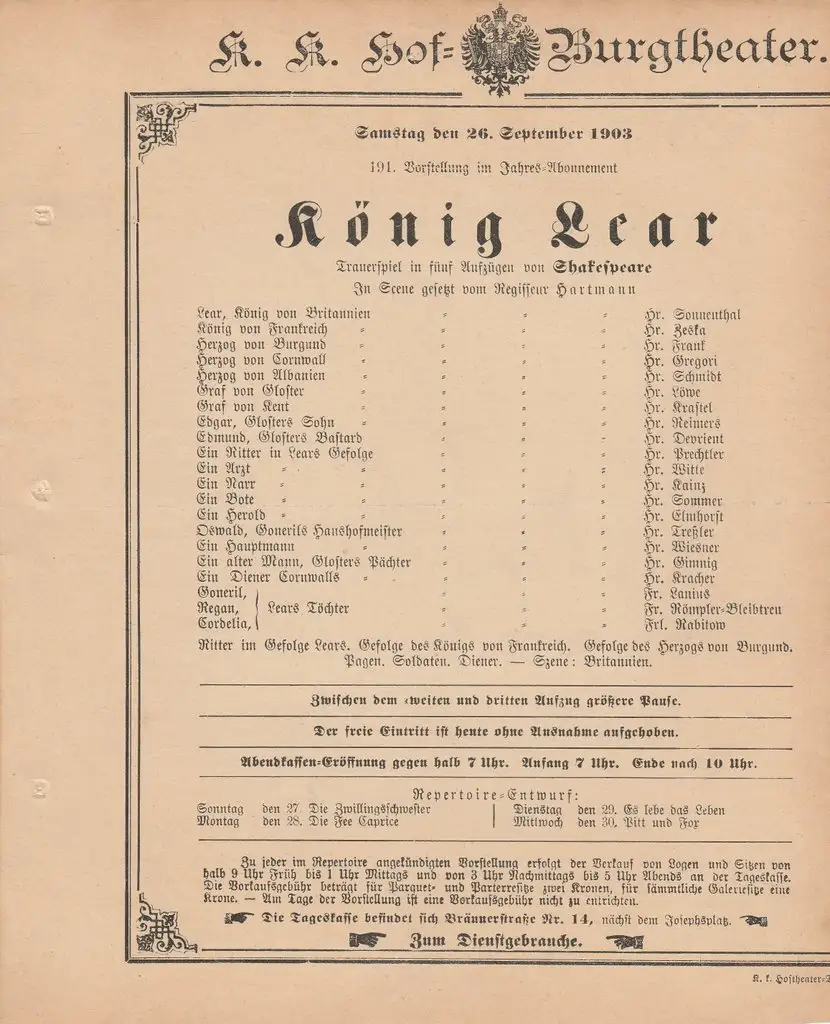 K. K. Hof= Burgtheater.
Samstag den 26. September 1903
191. Vorstellung im Jahres=Abonnement
König Lear
Trauerspiel in fünf Aufzügen von Shakespeare
In Scene gesetzt vom Regisseur Hartmann
Lear, König von Britannien = = = Hr. Sonnenthal
König von Frankreich = = = = Hr. Zeska
Herzog von Burgund = = = = Hr. Frank
Herzog von Cornwall = = = = Hr. Gregori
Herzog von Albanien = = = = Hr. Schmidt
Graf von Gloster = = = = Hr. Löwe
Graf von Kent = = = = Hr. Krastel
Edgar, Glosters Sohn = = = = Hr. Reimers
Edmund, Glosters Bastard = = = Hr. Devrient
Ein Ritter in Lears Gefolge = = = Hr. Prechtler
Ein Arzt = = = = = Hr. Witte
Ein Narr = = = = = Hr. Kainz
Ein Bote = = = = = Hr. Sommer
Ein Herold = = = = = Hr. Elmhorst
Oswald, Gonerils Haushofmeister = = = Hr. Treßler
Ein Hauptmann = = = = Hr. Wiesner
Ein alter Mann, Glosters Pächter = = = Hr. Gimnig
Ein Diener Cornwalls = = = = Hr. Kracher
Goneril, = = = Fr. Lanius
Regan, Lears Töchter = = = Fr. Römpler=Bleibtreu
Cordelia, = = = Frl. Rabitow
Ritter im Gefolge Lears. Gefolge des Königs von Frankreich. Gefolge des Herzogs von Burgund.
Pagen. Soldaten. Diener. — Szene: Britannien.
Zwischen dem zweiten und dritten Aufzug größere Pause.
Der freie Eintritt ist heute ohne Ausnahme aufgehoben.
Abendkassen=Eröffnung gegen halb 7 Uhr. Anfang 7 Uhr. Ende nach 10 Uhr.
Repertoire=Entwurf:
Sonntag den 27. Die Zwillingsschwester
Montag den 28. Die Fee Caprice
Dienstag den 29. Es lebe das Leben
Mittwoch den 30. Pitt und Fox
Zu jeder im Repertoire angekündigten Vorstellung erfolgt der Verkauf von Logen und Sitzen von
halb 9 Uhr Früh bis 1 Uhr Mittags und von 3 Uhr Nachmittags bis 5 Uhr Abends an der Tageskasse.
Die Vorkaufsgebühr beträgt für Parquet= und Parterresitze zwei Kronen, für sämmtliche Galeriesitze eine
Krone. — Am Tage der Vorstellung ist eine Vorkaufsgebühr nicht zu entrichten.
Die Tageskasse befindet sich Bräunerstraße Nr. 14, nächst dem Josephsplatz.
Zum Dienstgebrauche.
K. k. Hoftheater=